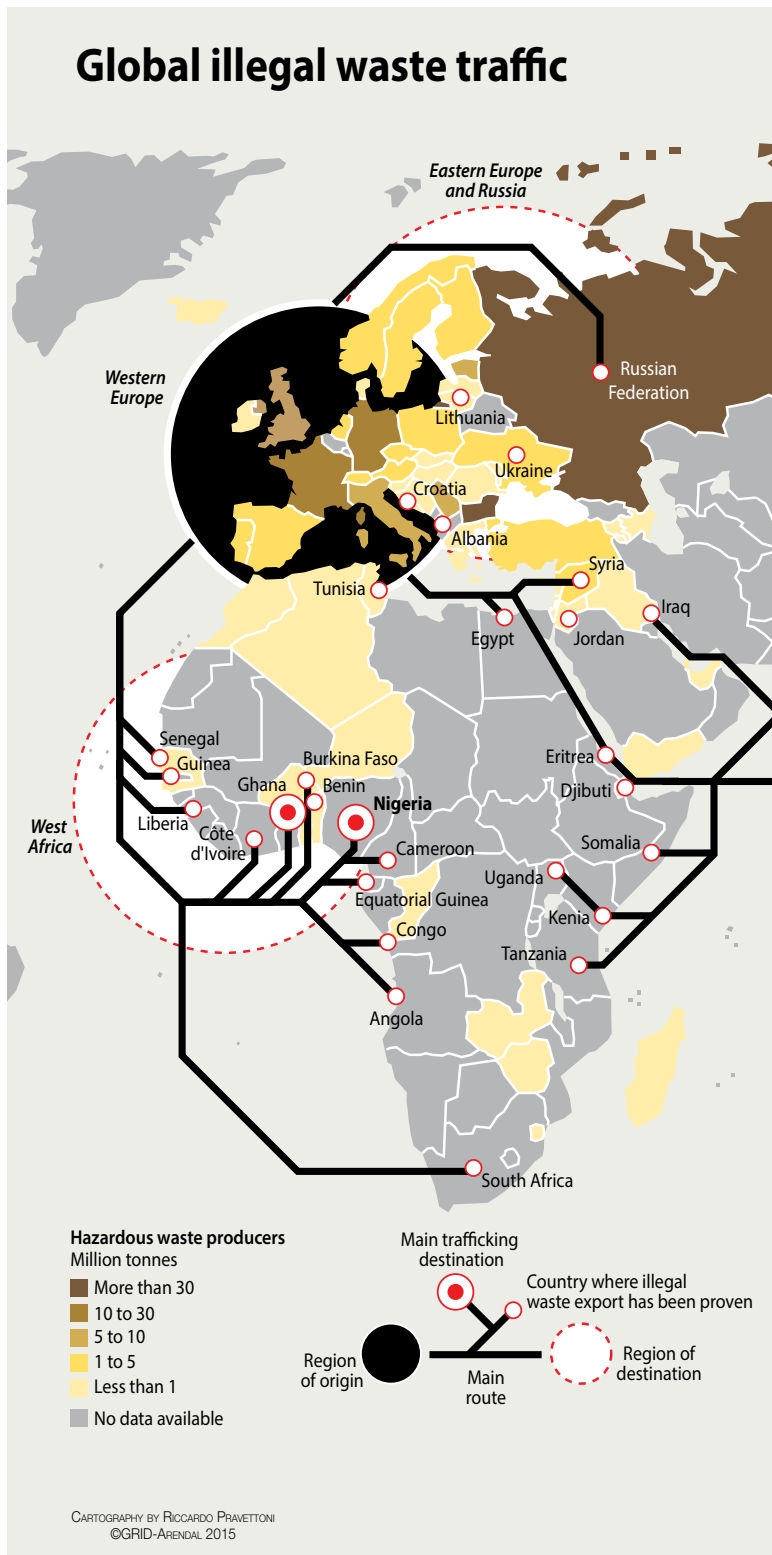 Global illegal waste traffic
Eastern Europe
and Russia
Western
Europe
Russian
Federation
Lithuania
Ukraine
Croatia
Albania
Syria
Tunisia
Iraq
Egypt
Jordan
Senegal
Guinea
Burkina Faso
Eritrea
Ghana
Benin
Djibuti
Nigeria
Liberia
West
Africa
Côte
d'Ivoire
Somalia
Cameroon
Uganda
Equatorial Guinea
Kenia
Congo
Tanzania
Angola
South Africa
Hazardous waste producers
Million tonnes
More than 30
10 to 30
5 to 10
1 to 5
Less than 1
No data available
Main trafficking
destination
Country where illegal
waste export has been proven
Region
of origin
Main
route
Region of
destination
Cartography by Riccardo Pravettoni
©GRID-Arendal 2015